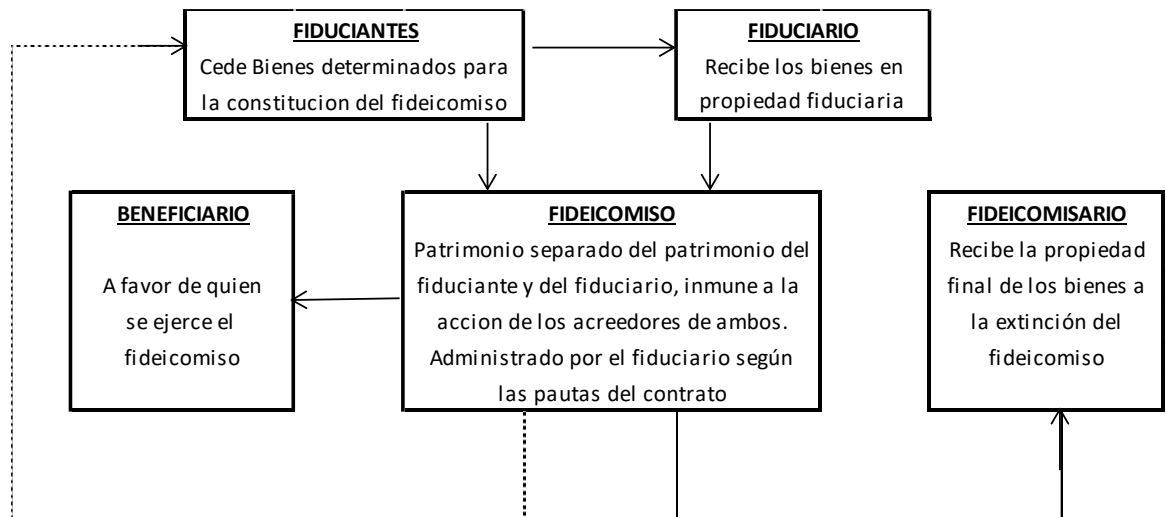 FIDUCIANTES
Cede Bienes determinados para
la constitucion del fideicomiso
FIDUCIARIO
Recibe los bienes en
propiedad fiduciaria
BENEFICIARIO
A favor de quien
se ejerce el
fideicomiso
FIDEICOMISO
Patrimonio separado del patrimonio del
fiduciante y del fiduciario, inmune a la
accion de los acreedores de ambos.
Administrado por el fiduciario según
las pautas del contrato
FIDEICOMISARIO
Recibe la propiedad
final de los bienes a
la extinción del
fideicomiso